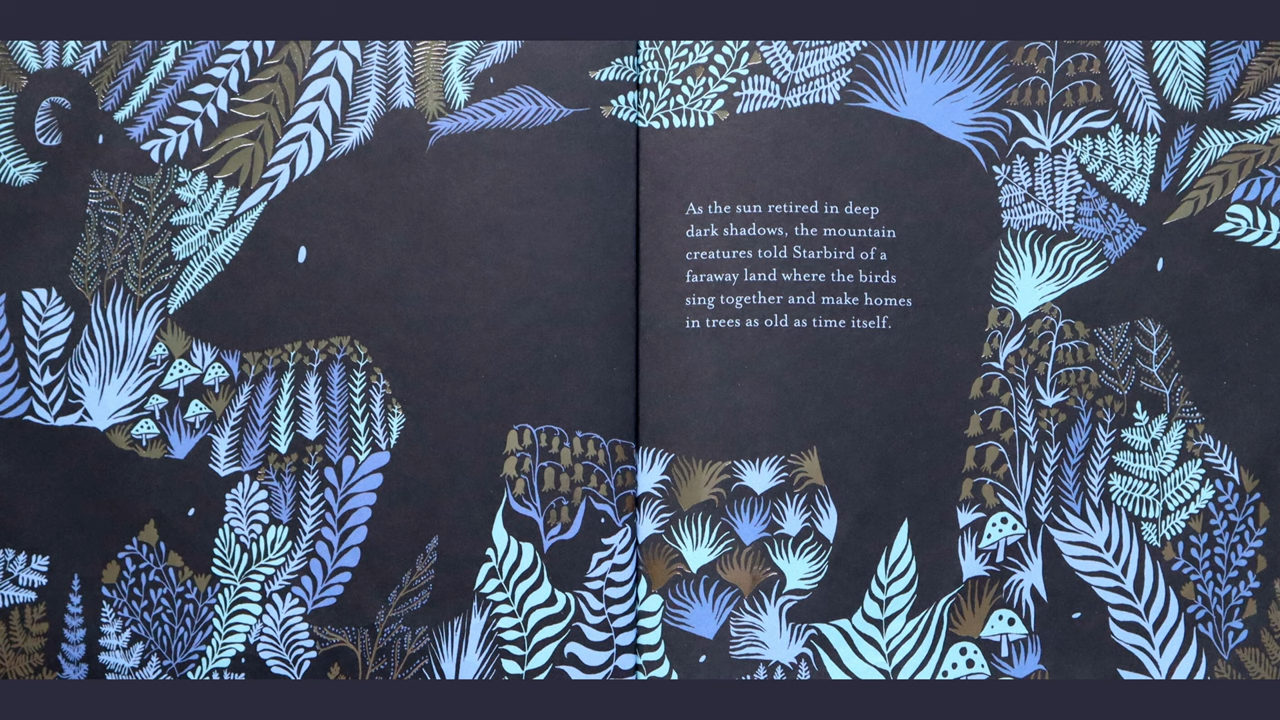 As the sun retired in deep
dark shadows, the mountain
creatures told Starbird of a
faraway land where the birds
sing together and make homes
in trees as old as time itself.